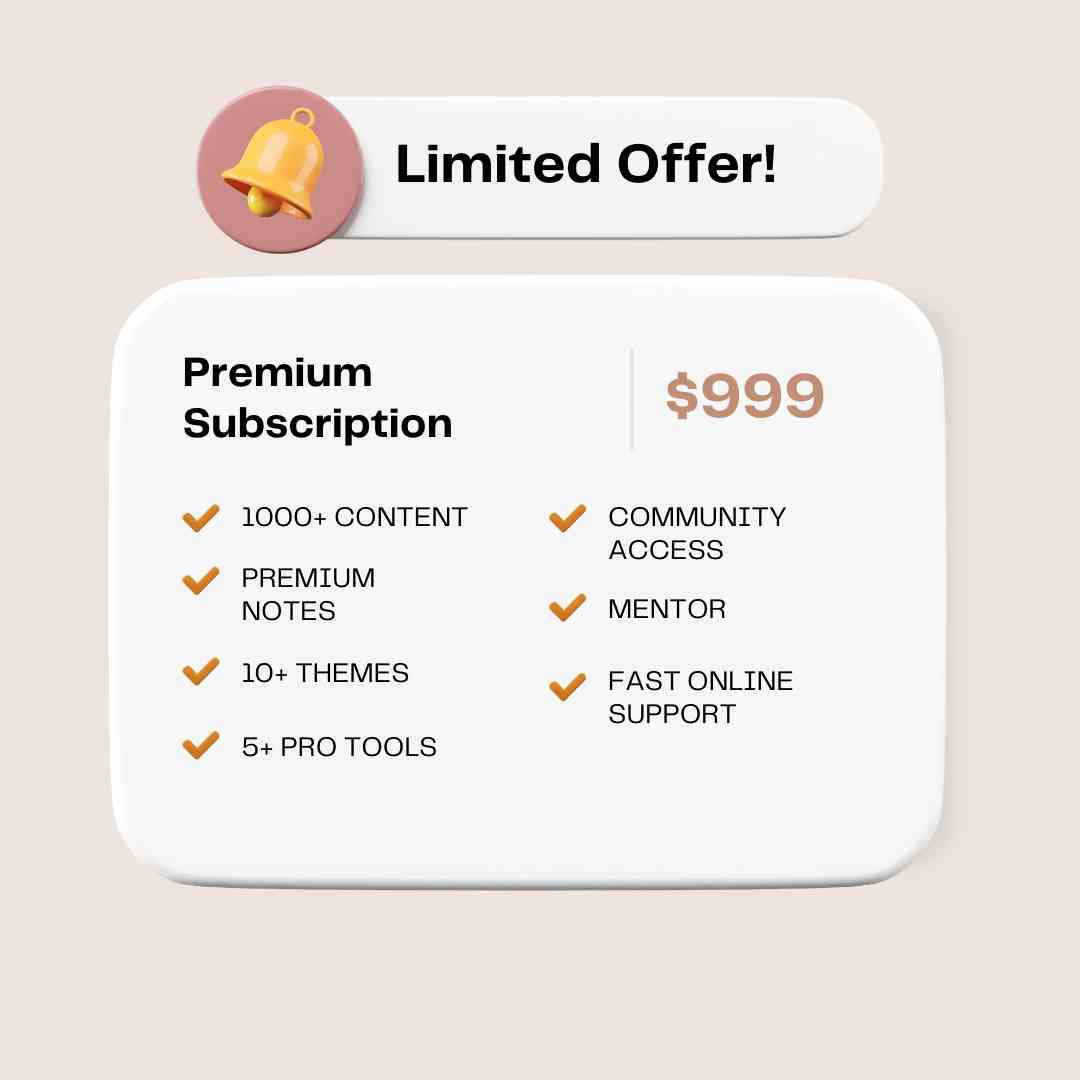 Limited Offer!
Premium
Subscription
$999
1000+ CONTENT
PREMIUM
NOTES
10+ THEMES
5+ PRO TOOLS
COMMUNITY
ACCESS
MENTOR
FAST ONLINE
SUPPORT